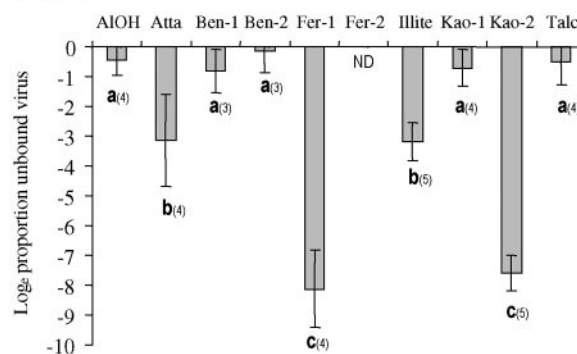 AlOH Atta Ben-1 Ben-2 Fer-1 Fer-2 Illite Kao-1 Kao-2 Talc
Loge proportion unbound virus
0
-1
-2
-3
-4
-5
-6
-7
-8
-9
-10
a(4)
b(4)
a(3)
a(3)
c(4)
ND
b(5)
a(4)
c(5)
a(4